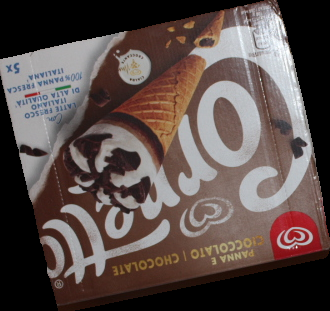 Cornetto
PANNA E
CIOCCOLATO | CHOCOLATE
LATTE FRESCO
ITALIANO
DI ALTA QUALITÀ,
100% PANNA FRESCA
ITALIANA.
5x